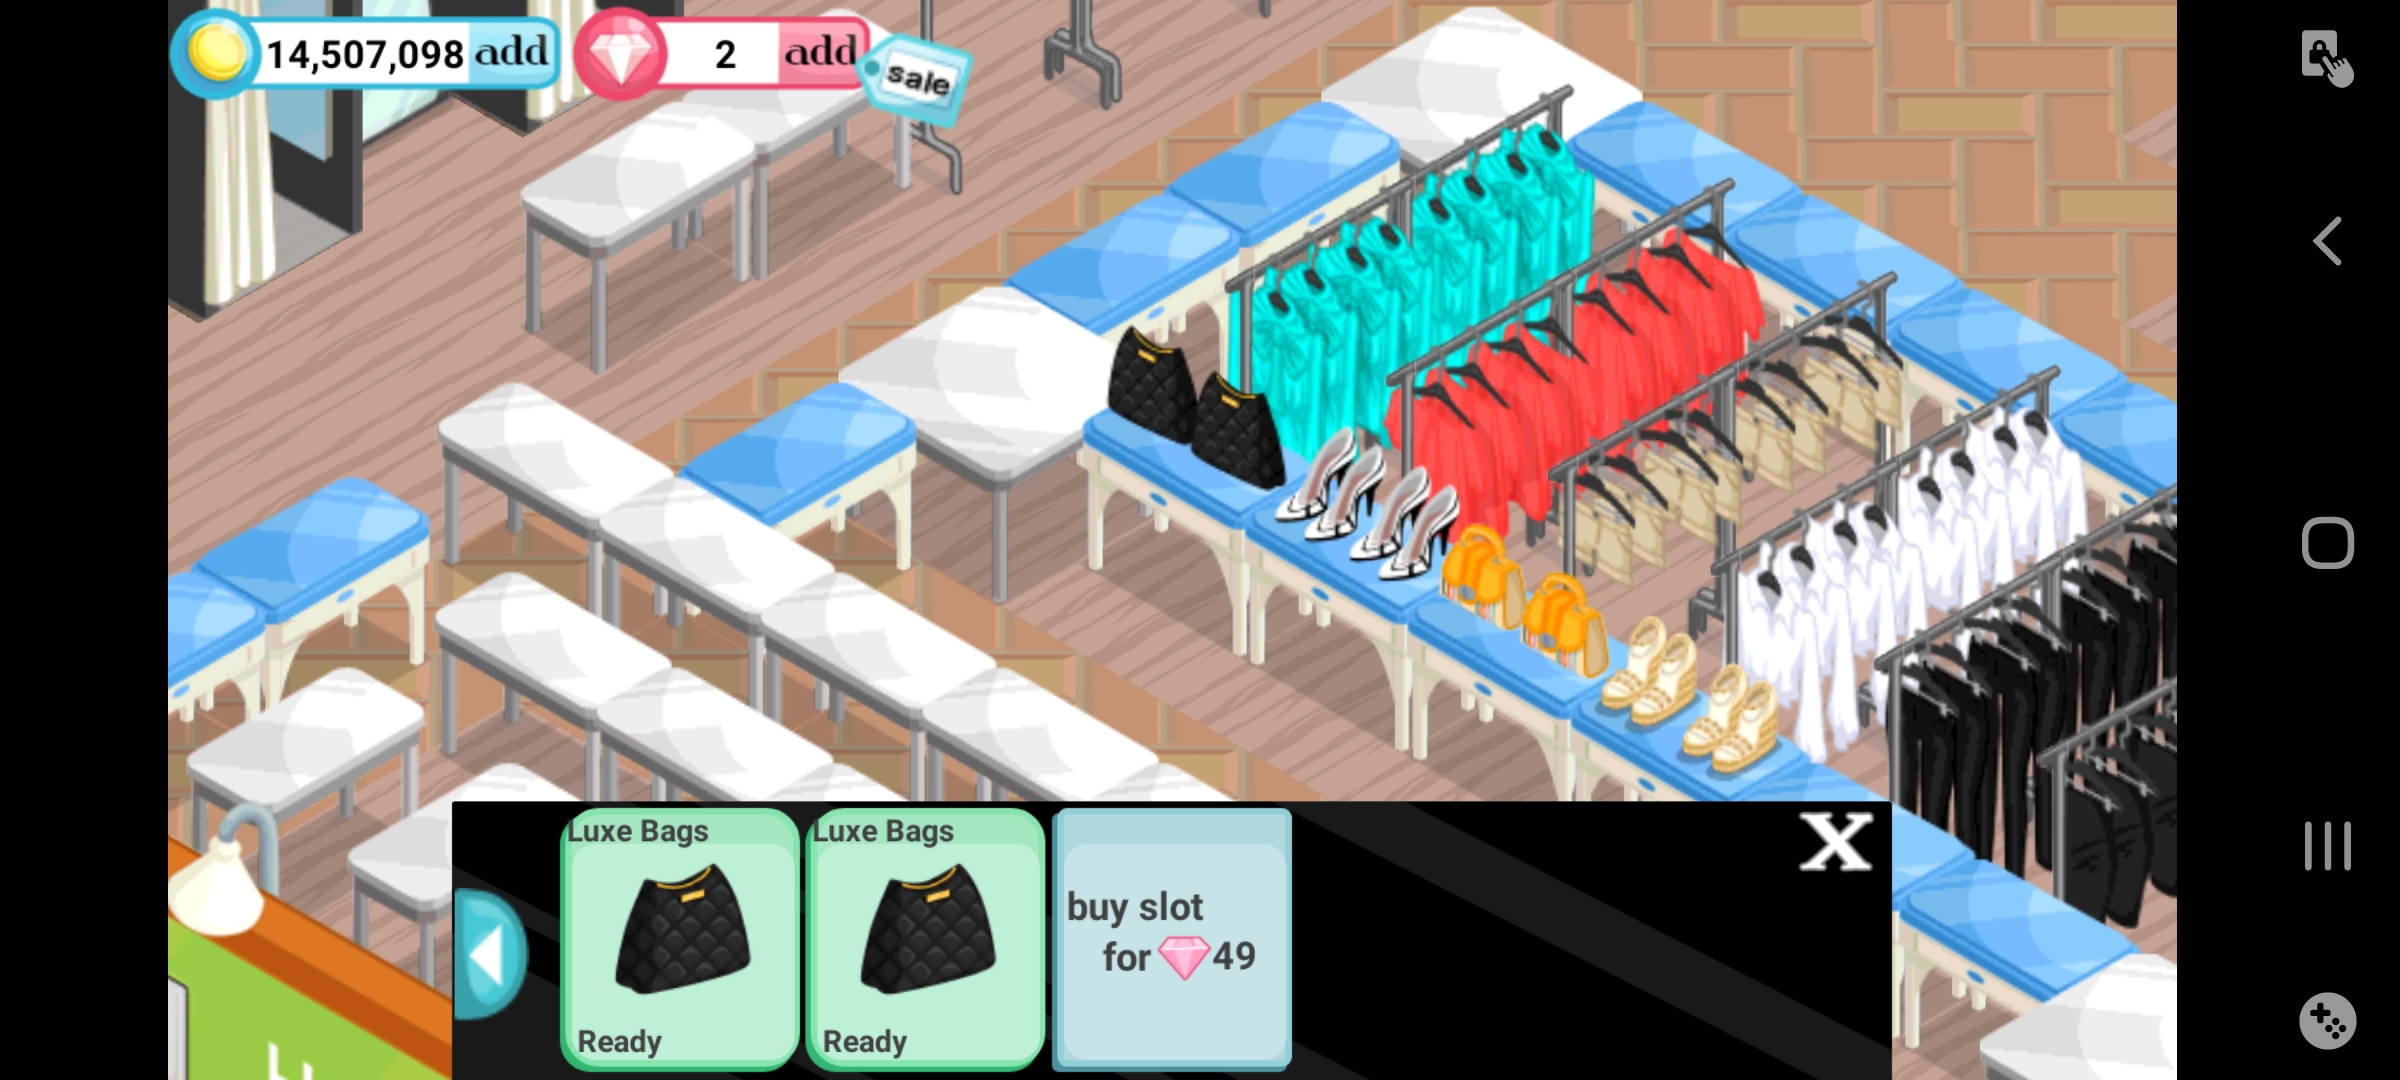 14,507,098 add
2 add
sale
Luxe Bags
Ready
Luxe Bags
Ready
buy slot
for 49
X